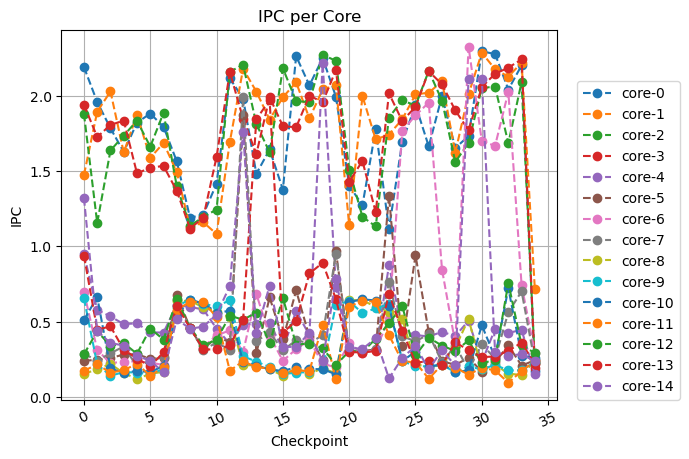 IPC per Core
IPC
2.0
1.5
1.0
0.5
0.0
0
5
10
15
20
25
30
35
Checkpoint
core-0
core-1
core-2
core-3
core-4
core-5
core-6
core-7
core-8
core-9
core-10
core-11
core-12
core-13
core-14